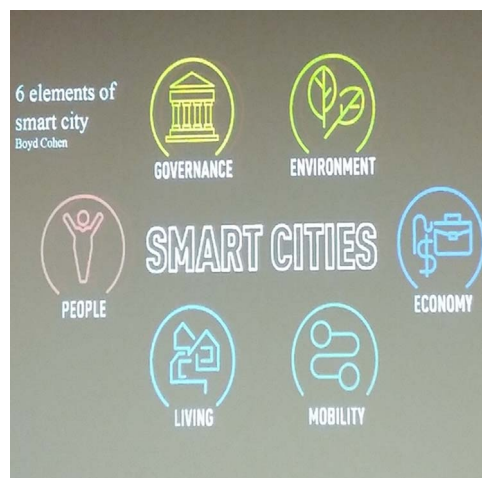 6 elements of
smart city
Boyd Cohen
GOVERNANCE
ENVIRONMENT
PEOPLE
SMART CITIES
ECONOMY
LIVING
MOBILITY